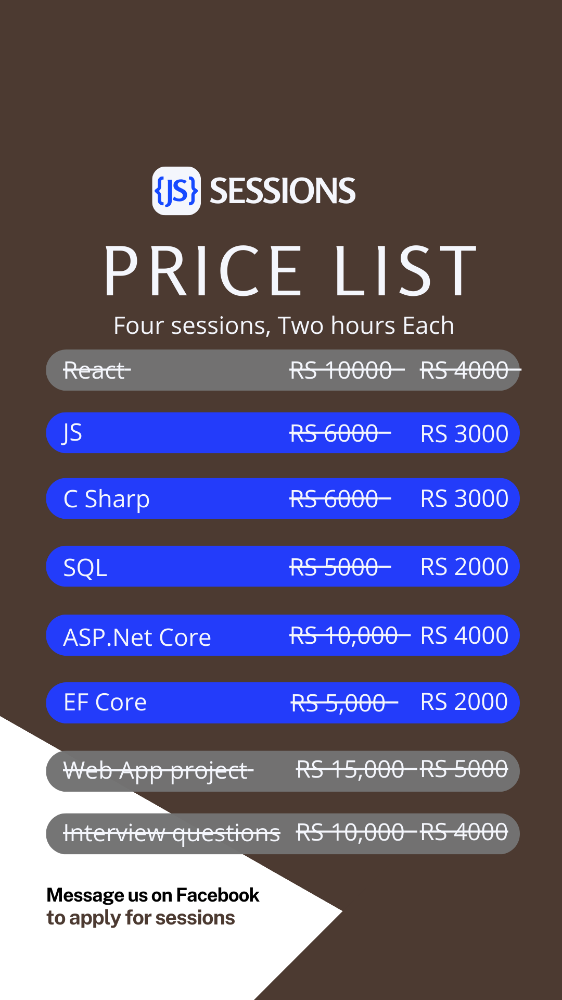 {JS} SESSIONS
PRICE LIST
Four sessions, Two hours Each
React RS 10000 RS 4000
JS RS 6000 RS 3000
C Sharp RS 6000 RS 3000
SQL RS 5000 RS 2000
ASP.Net Core RS 10,000 RS 4000
EF Core RS 5,000 RS 2000
Web App project RS 15,000 RS 5000
Interview questions RS 10,000 RS 4000
Message us on Facebook
to apply for sessions